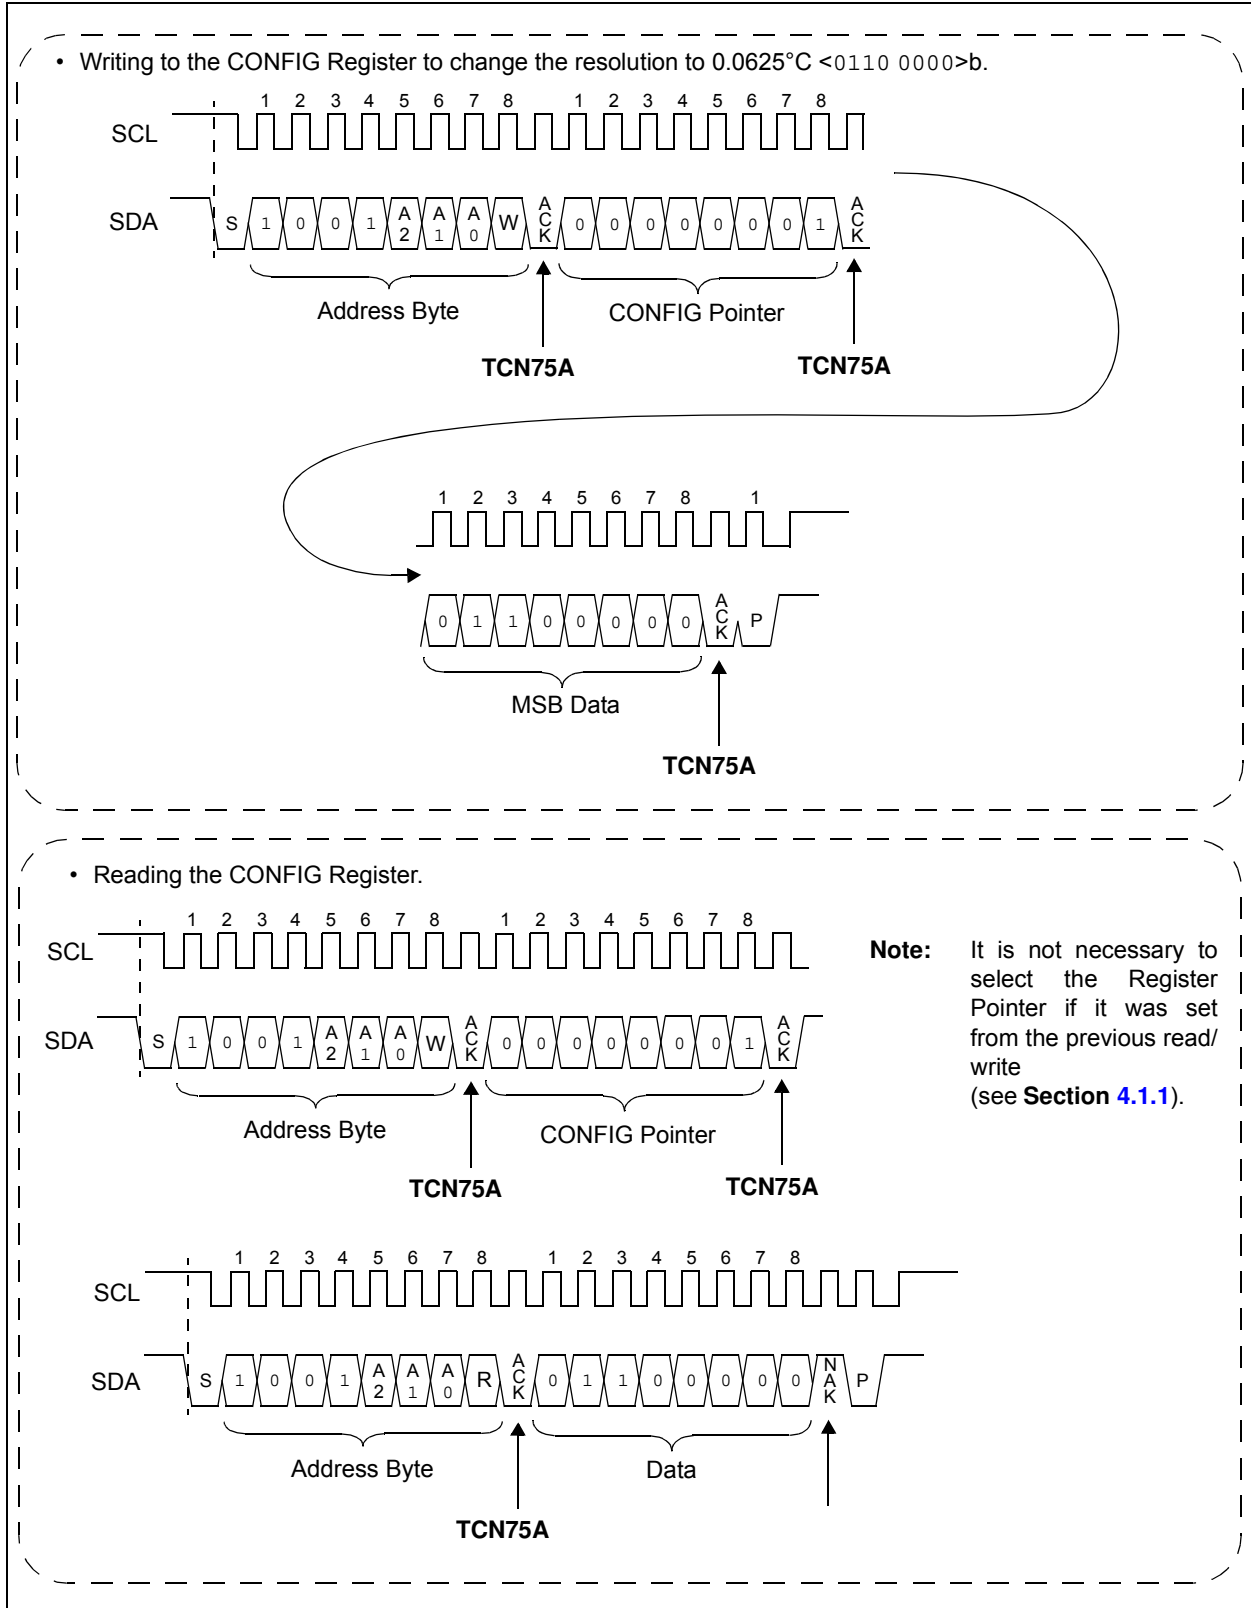 • Writing to the CONFIG Register to change the resolution to 0.0625°C <0110 0000>b.
1 2 3 4 5 6 7 8 1 2 3 4 5 6 7 8
SCL
SDA
S 1 0 0 1 A2 A1 A0 W ACK 0 0 0 0 0 0 0 1 ACK
Address Byte CONFIG Pointer
TCN75A TCN75A
1 2 3 4 5 6 7 8 1
0 1 1 0 0 0 0 0 ACK P
MSB Data
TCN75A
• Reading the CONFIG Register.
1 2 3 4 5 6 7 8 1 2 3 4 5 6 7 8
SCL
SDA
S 1 0 0 1 A2 A1 A0 W ACK 0 0 0 0 0 0 0 1 ACK
Address Byte CONFIG Pointer
TCN75A TCN75A
Note: It is not necessary to
select the Register
Pointer if it was set
from the previous read/
write
(see Section 4.1.1).
1 2 3 4 5 6 7 8 1 2 3 4 5 6 7 8
SCL
SDA
S 1 0 0 1 A2 A1 A0 R ACK 0 1 1 0 0 0 0 0 NAK P
Address Byte Data
TCN75A